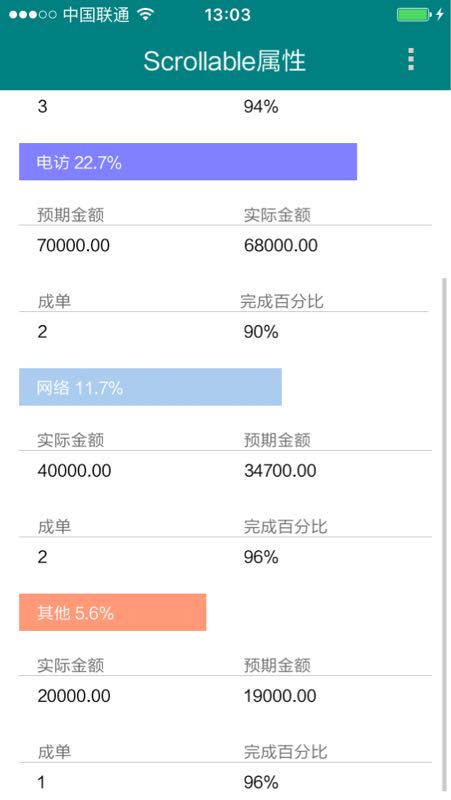 中国联通 13:03
Scrollable属性
3 94%
电访 22.7%
预期金额 实际金额
70000.00 68000.00
成单 完成百分比
2 90%
网络 11.7%
实际金额 预期金额
40000.00 34700.00
成单 完成百分比
2 96%
其他 5.6%
实际金额 预期金额
20000.00 19000.00
成单 完成百分比
1 96%